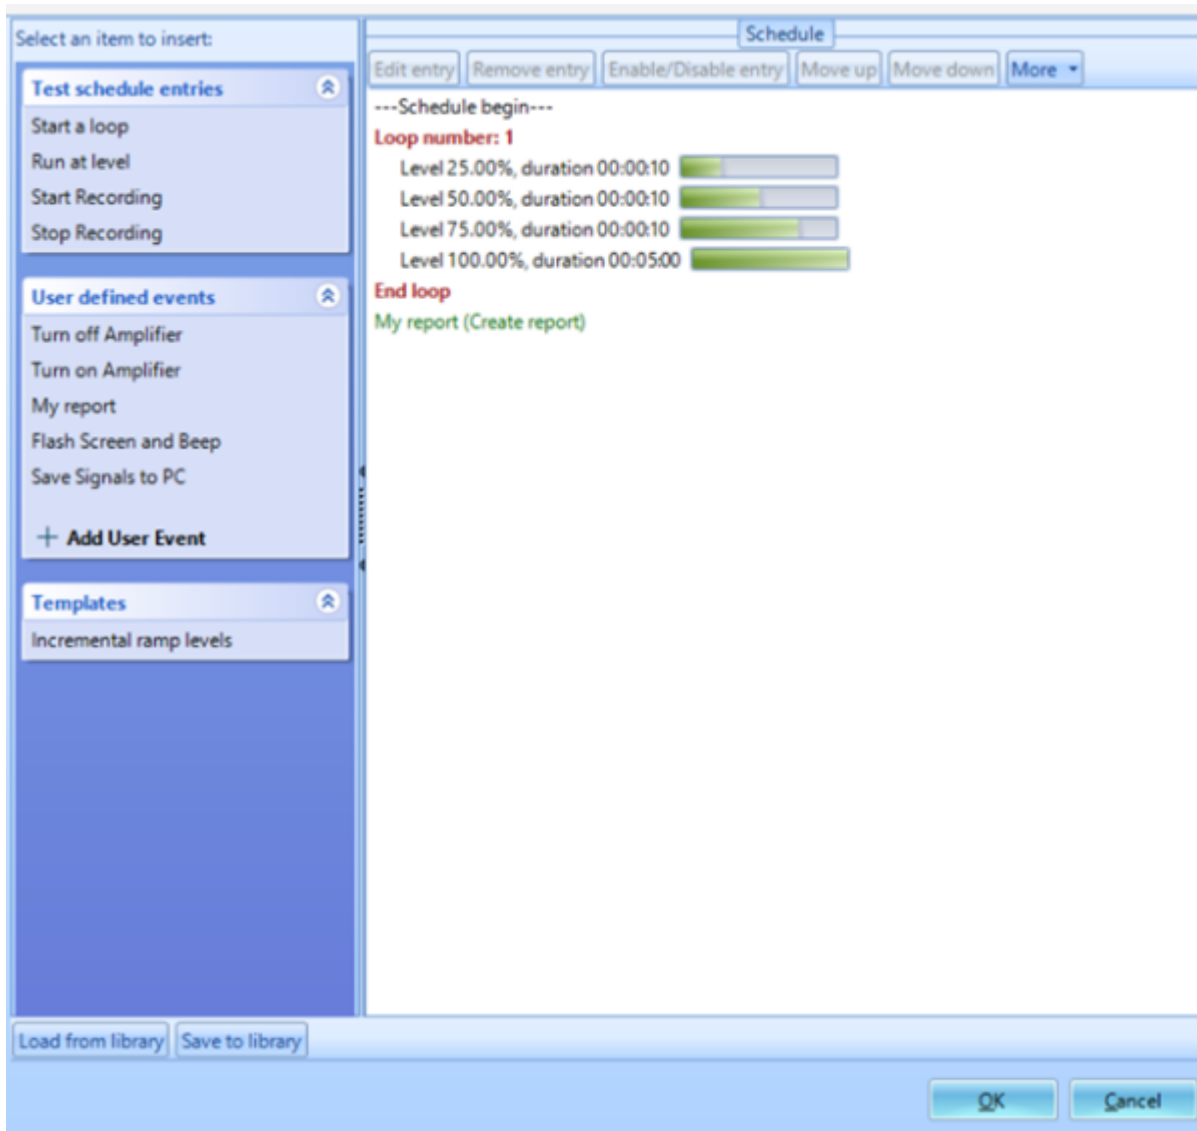 Select an item to insert:
Test schedule entries
Start a loop
Run at level
Start Recording
Stop Recording
User defined events
Turn off Amplifier
Turn on Amplifier
My report
Flash Screen and Beep
Save Signals to PC
Add User Event
Templates
Incremental ramp levels
Schedule
Edit entry Remove entry Enable/Disable entry Move up Move down More
---Schedule begin---
Loop number: 1
Level 25.00%, duration 00:00:10
Level 50.00%, duration 00:00:10
Level 75.00%, duration 00:00:10
Level 100.00%, duration 00:05:00
End loop
My report (Create report)
Load from library Save to library
OK Cancel